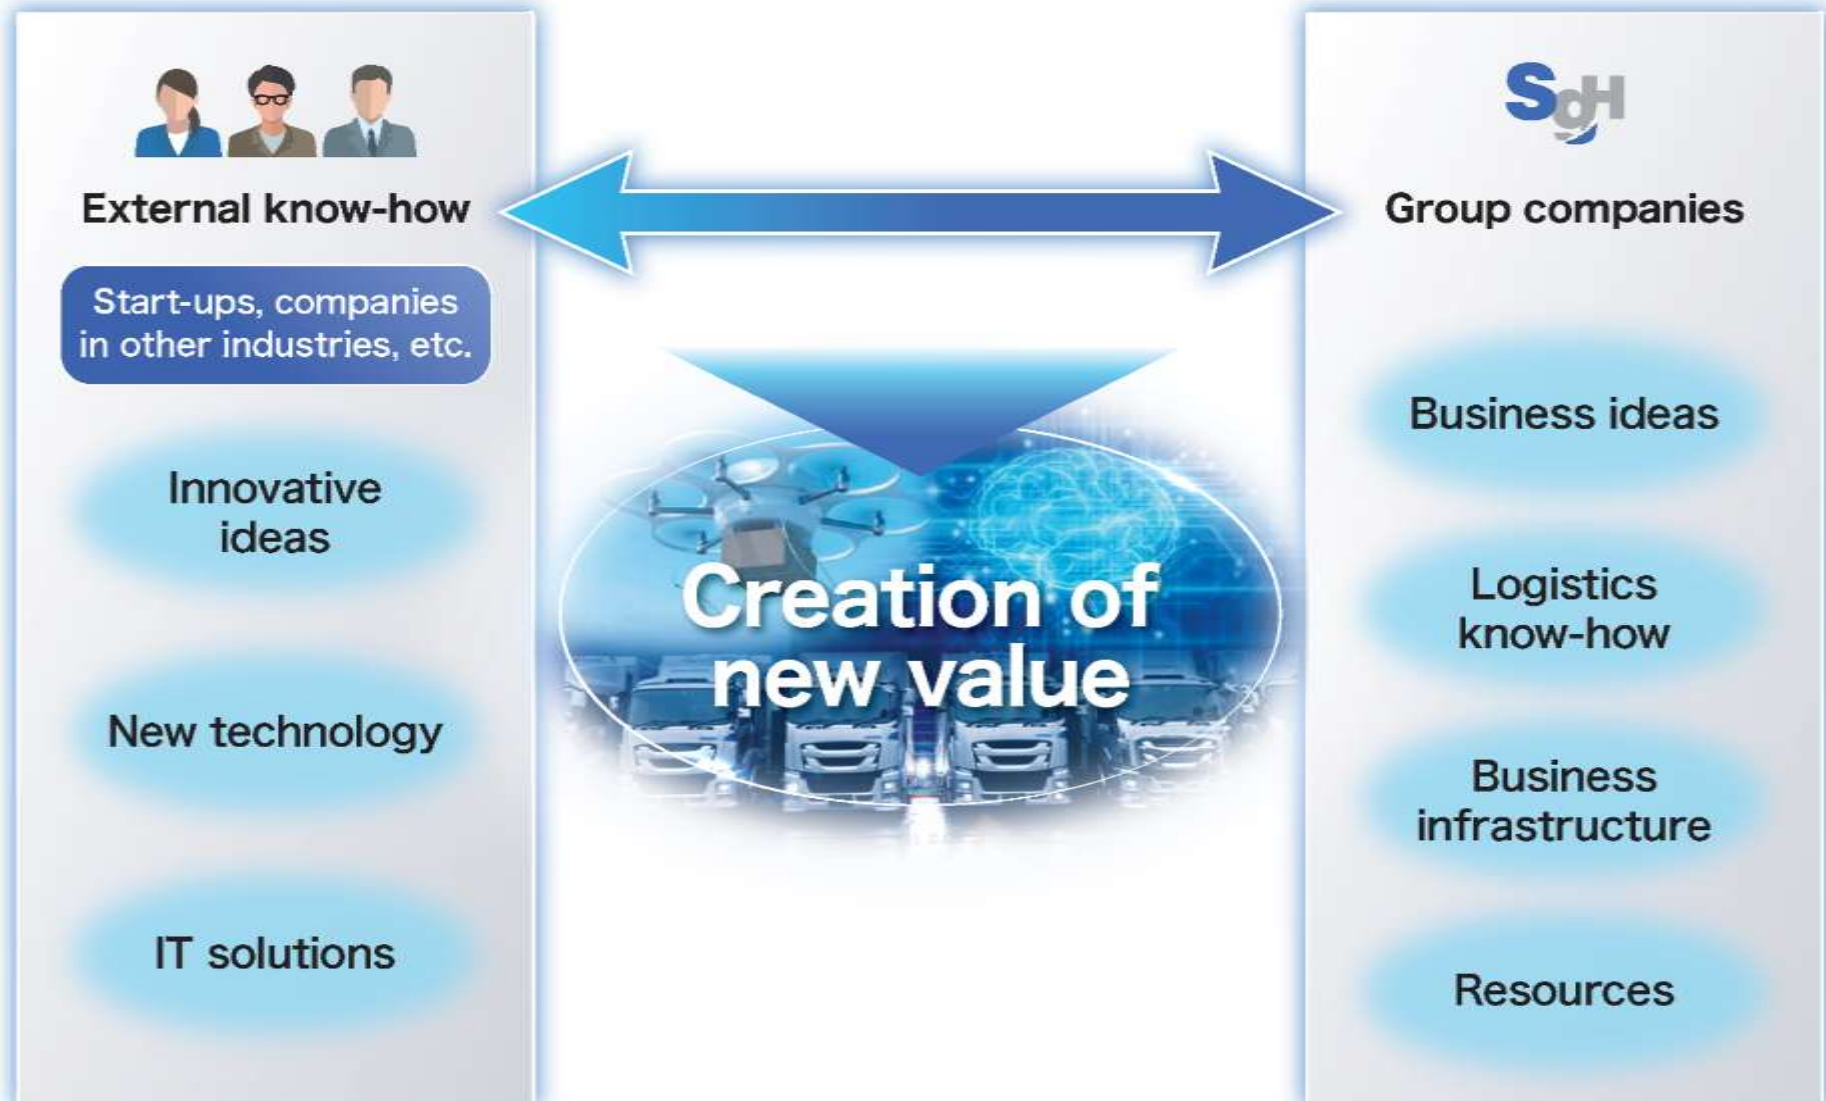 External know-how
Start-ups, companies
in other industries, etc.
Innovative
ideas
New technology
IT solutions
Creation of
new value
SgH
Group companies
Business ideas
Logistics
know-how
Business
infrastructure
Resources